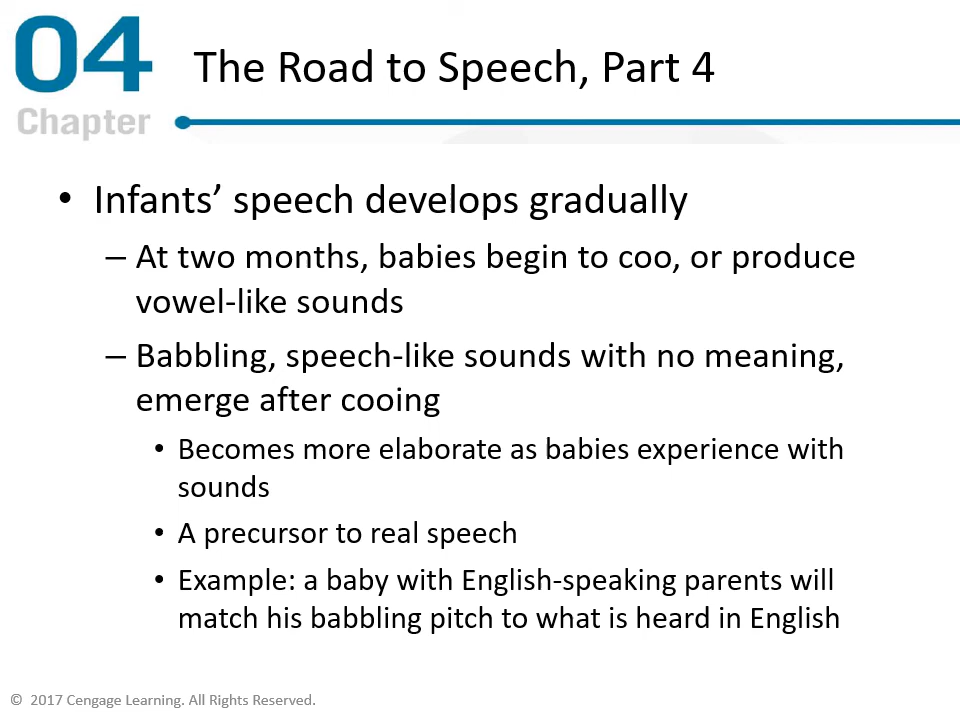 04
Chapter
The Road to Speech, Part 4
• Infants’ speech develops gradually
– At two months, babies begin to coo, or produce
vowel-like sounds
– Babbling, speech-like sounds with no meaning,
emerge after cooing
• Becomes more elaborate as babies experience with
sounds
• A precursor to real speech
• Example: a baby with English-speaking parents will
match his babbling pitch to what is heard in English
© 2017 Cengage Learning. All Rights Reserved.